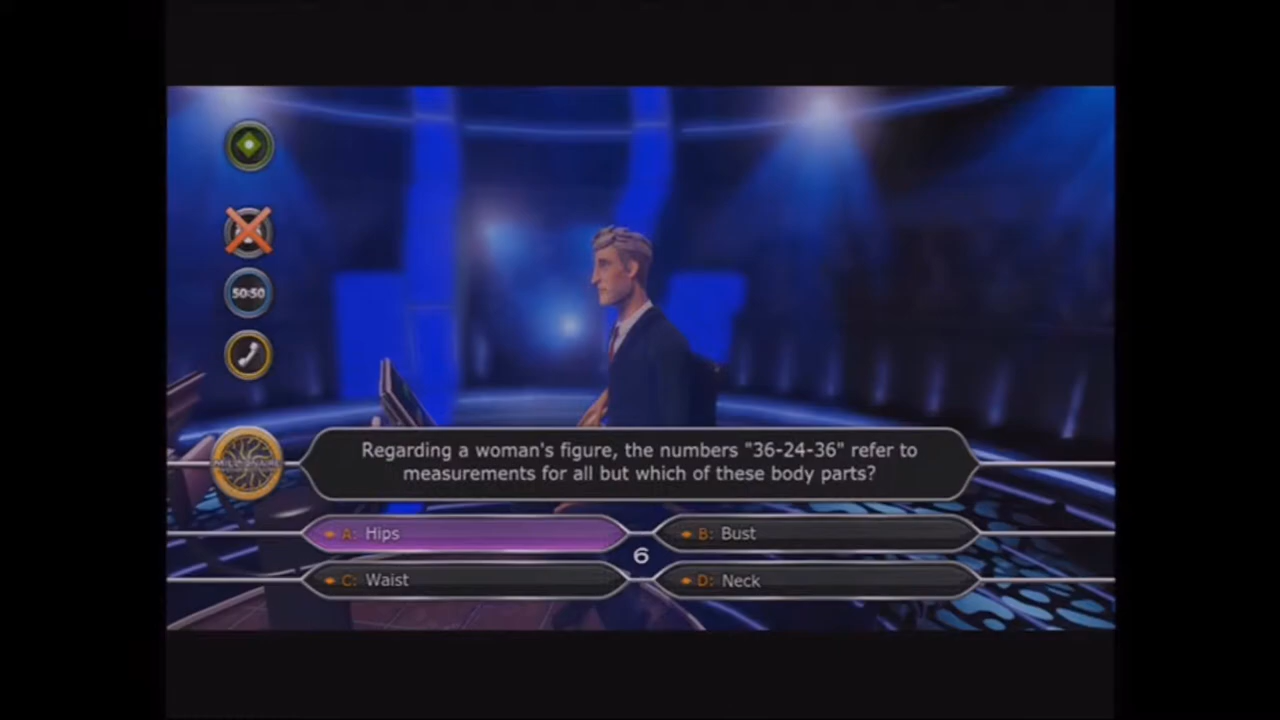 50:50
MILLIONAIRE
Regarding a woman's figure, the numbers "36-24-36" refer to
measurements for all but which of these body parts?
A: Hips
B: Bust
6
C: Waist
D: Neck